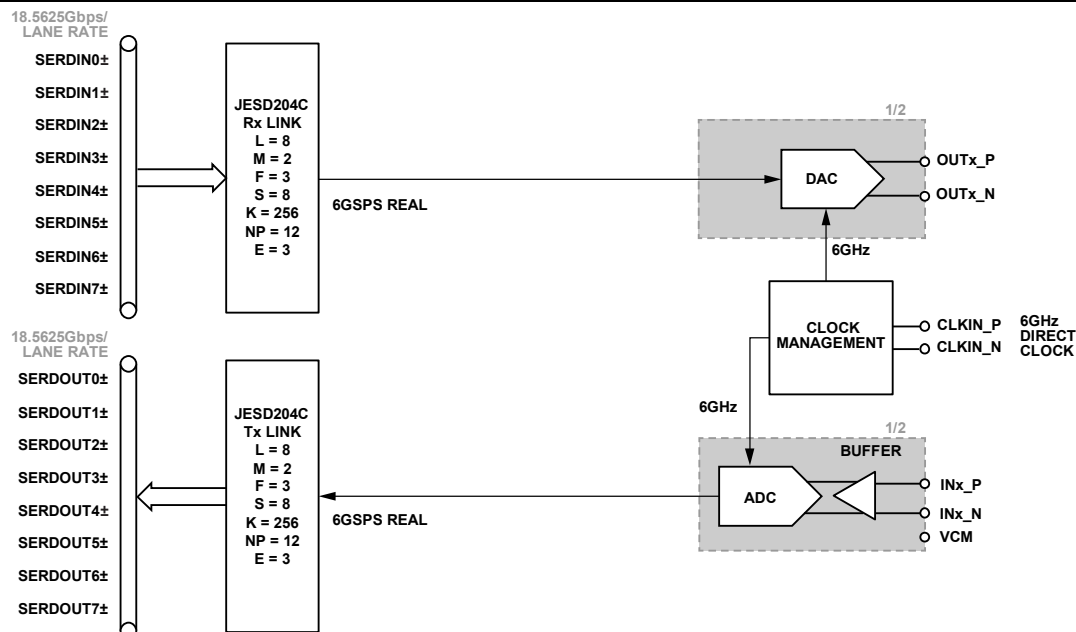 18.5625Gbps/
LANE RATE
SERDIN0±
SERDIN1±
SERDIN2±
SERDIN3±
SERDIN4±
SERDIN5±
SERDIN6±
SERDIN7±
JESD204C
Rx LINK
L = 8
M = 2
F = 3
S = 8
K = 256
NP = 12
E = 3
6GSPS REAL
1/2
DAC
OUTx_P
OUTx_N
6GHz
CLOCK
MANAGEMENT
CLKIN_P
CLKIN_N
6GHz
DIRECT
CLOCK
18.5625Gbps/
LANE RATE
SERDOUT0±
SERDOUT1±
SERDOUT2±
SERDOUT3±
SERDOUT4±
SERDOUT5±
SERDOUT6±
SERDOUT7±
JESD204C
Tx LINK
L = 8
M = 2
F = 3
S = 8
K = 256
NP = 12
E = 3
6GSPS REAL
6GHz
1/2
BUFFER
ADC
INx_P
INx_N
VCM